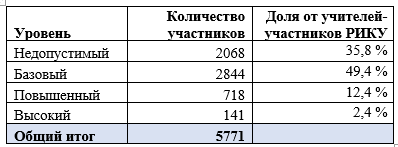 Уровень Количество участников Доля от учителей-участников РИКУ
Недопустимый 2068 35,8 %
Базовый 2844 49,4 %
Повышенный 718 12,4 %
Высокий 141 2,4 %
Общий итог 5771